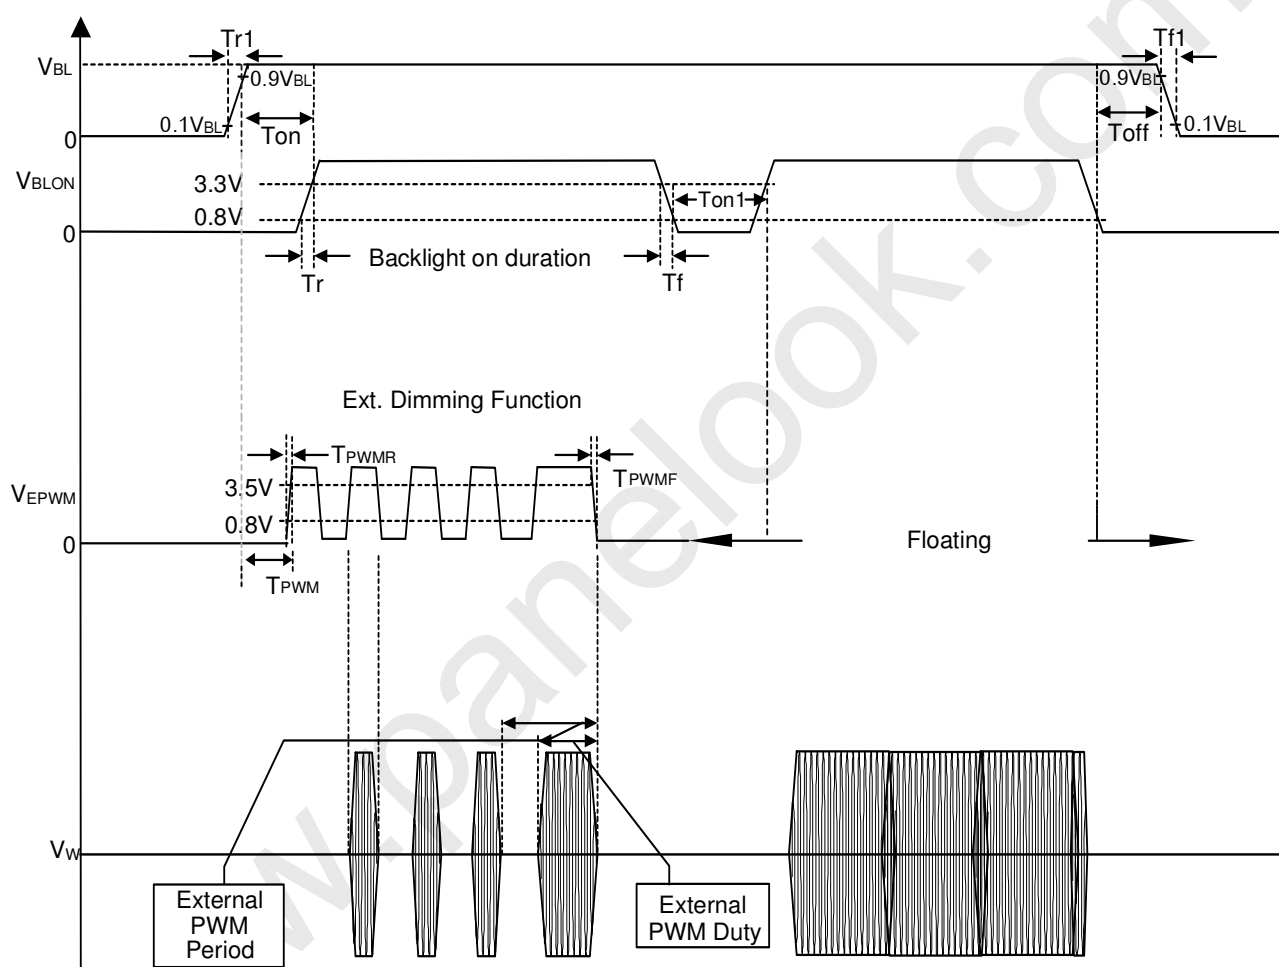 Tr1
Tf1
VBL
0.9VBL
0.9VBL
0.1VBL
Ton
Toff
0.1VBL
0
VBLON
3.3V
Ton1
0.8V
0
Backlight on duration
Tr
Tf
Ext. Dimming Function
TPWMR
TPWMF
VEPWM
3.5V
0.8V
0
Floating
TPWM
VW
External
PWM
Period
External
PWM Duty
w.panelook.com